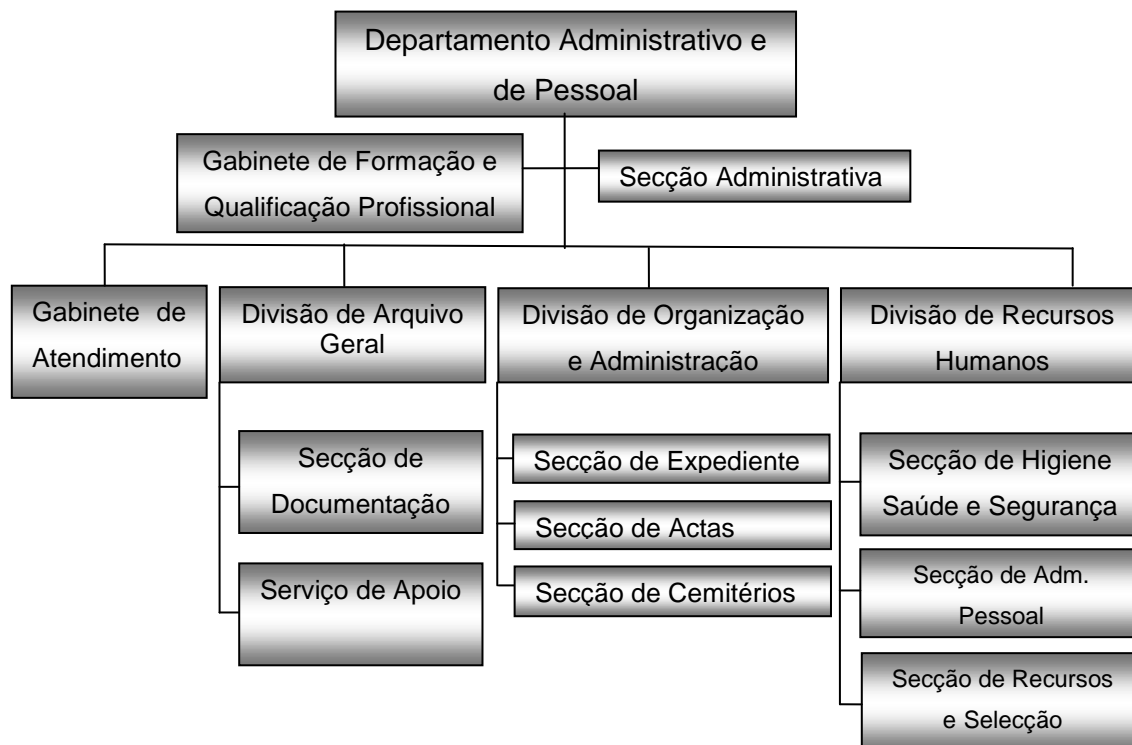 Departamento Administrativo e
de Pessoal
Gabinete de Formação e
Qualificação Profissional
Secção Administrativa
Gabinete de
Atendimento
Divisão de Arquivo
Geral
Divisão de Organização
e Administração
Divisão de Recursos
Humanos
Secção de
Documentação
Serviço de Apoio
Secção de Expediente
Secção de Actas
Secção de Cemitérios
Secção de Higiene
Saúde e Segurança
Secção de Adm.
Pessoal
Secção de Recursos
e Selecção